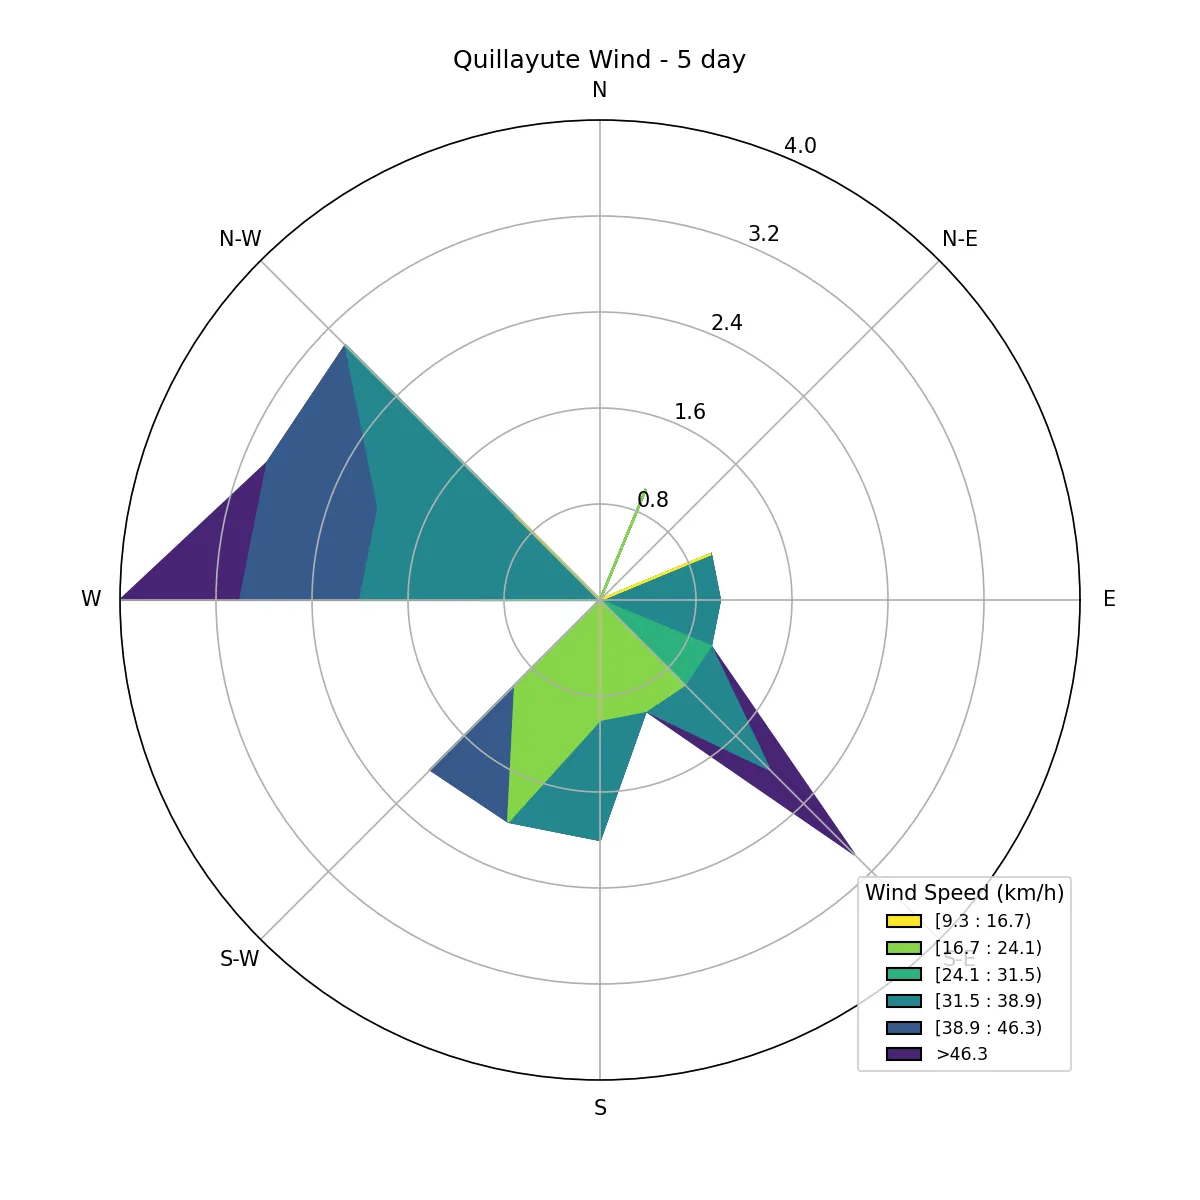 Quillayute Wind - 5 day
N
4.0
N-W
3.2
N-E
2.4
1.6
0.8
W
E
Wind Speed (km/h)
[9.3 : 16.7)
[16.7 : 24.1)
S-W
S-E
[24.1 : 31.5)
[31.5 : 38.9)
[38.9 : 46.3)
>46.3
S